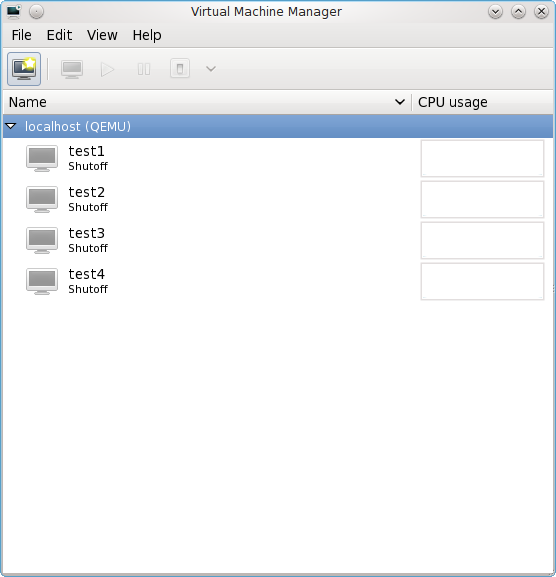 Virtual Machine Manager
File Edit View Help
Name CPU usage
localhost (QEMU)
test1
Shutoff
test2
Shutoff
test3
Shutoff
test4
Shutoff